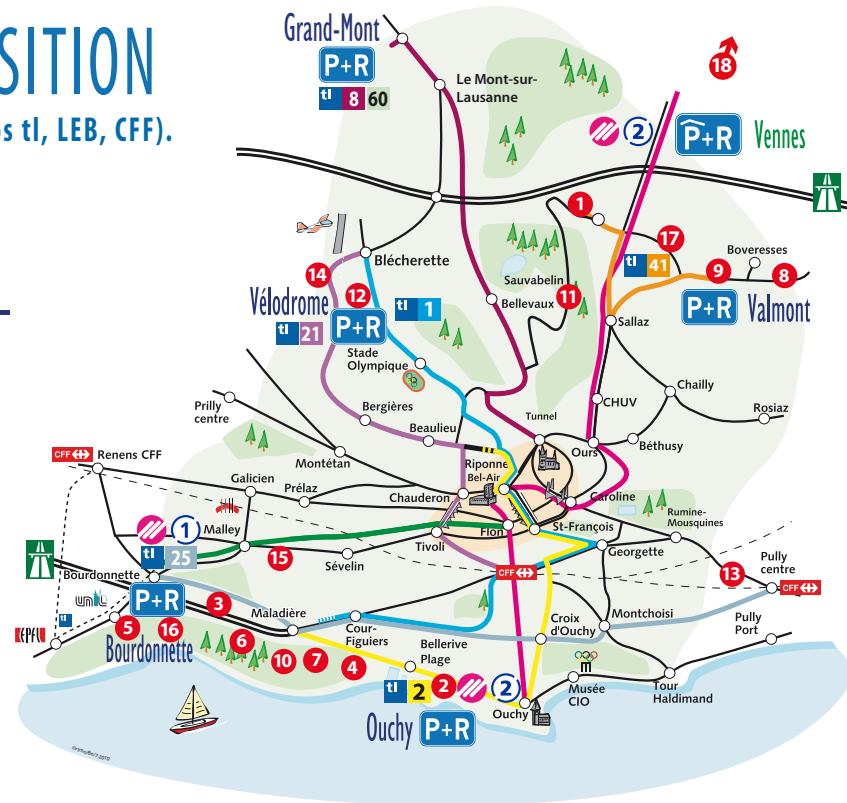 SITION
os tl, LEB, CFF).
Grand-Mont
P+R
tl 8 60
Le Mont-sur-
Lausanne
18
2
P+R Vennes
1
17
tl 41
Boveresses
9
8
P+R Valmont
Blécherette
14
12
Vélodrome
P+R
tl 1
tl 21
Sauvabelin
11
Bellevaux
Sallaz
Stade
Olympique
Prilly
centre
Bergières
Beaulieu
Tunnel
CHUV
Chailly
Rosiaz
Ours
Béthusy
CFF
Renens CFF
Montétan
Riponne
Bel-Air
Galicien
Prélaz
Chauderon
Caroline
Rumine-
Mousquines
1
Malley
tl 25
15
Sévelin
Tivoli
Flon
St-François
Georgette
CFF
13
Pully
centre
CFF
Bourdonnette
unil
P+R
3
EPFL
tl
5
16
Bourdonnette
6
Maladière
Cour-
Figuiers
10
7
4
Bellerive
Plage
Croix
d'Ouchy
Montchoisi
Pully
Port
tl 2
2
2
Ouchy
Ouchy
P+R
Musée
CIO
Tour
Haldimand